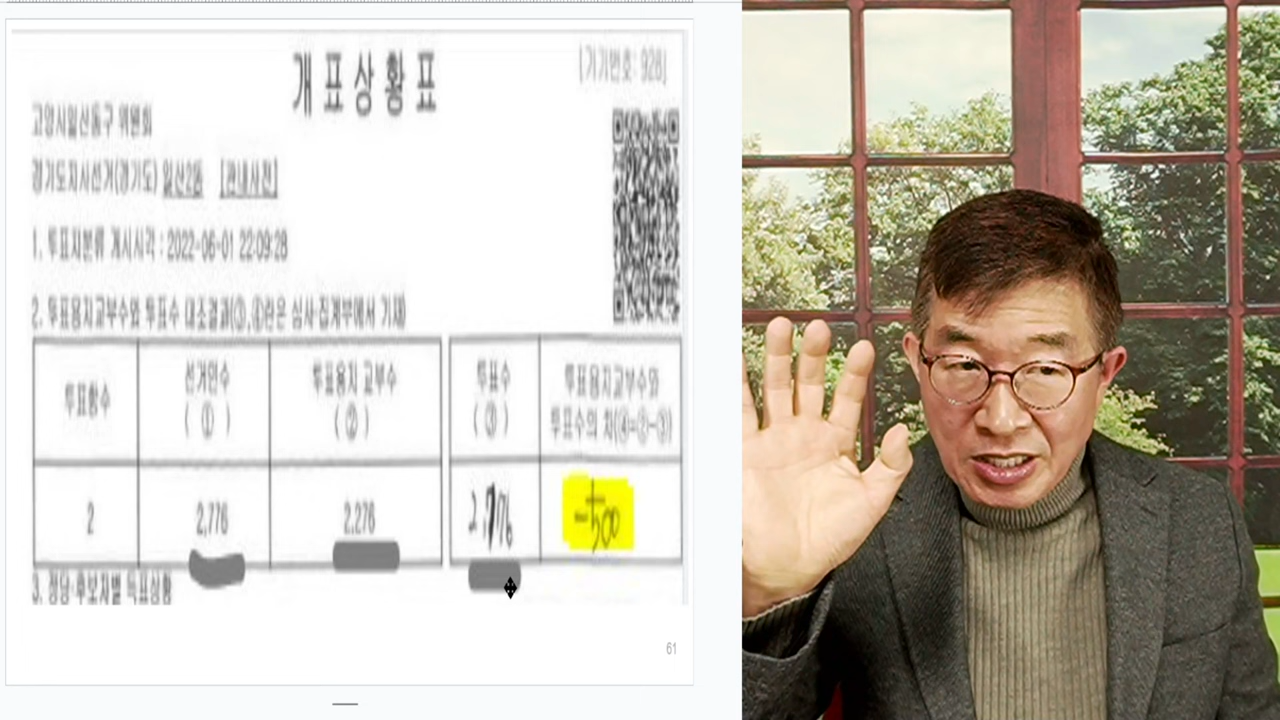 개표상황표
[기기번호: 928]
고양시일산동구 위원회
경기도지사선거(경기도) 일산2동 [관내사전]
1. 투표지분류 개시시각 : 2022-06-01 22:09:28
2. 투표용지교부수와 투표수 대조결과(③,④란은 심사·집계부에서 기재)
투표함수
선거인수
( ① )
투표용지 교부수
( ② )
투표수
( ③ )
투표용지교부수와
투표수의 차(④=②-③)
2
2,776
2,276
2,776
-500
3. 정당·후보자별 득표상황
61